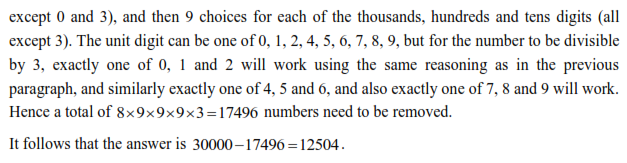 except 0 and 3), and then 9 choices for each of the thousands, hundreds and tens digits (all
except 3). The unit digit can be one of 0, 1, 2, 4, 5, 6, 7, 8, 9, but for the number to be divisible
by 3, exactly one of 0, 1 and 2 will work using the same reasoning as in the previous
paragraph, and similarly exactly one of 4, 5 and 6, and also exactly one of 7, 8 and 9 will work.
Hence a total of 8×9×9×9×3=17496 numbers need to be removed.
It follows that the answer is 30000−17496=12504.